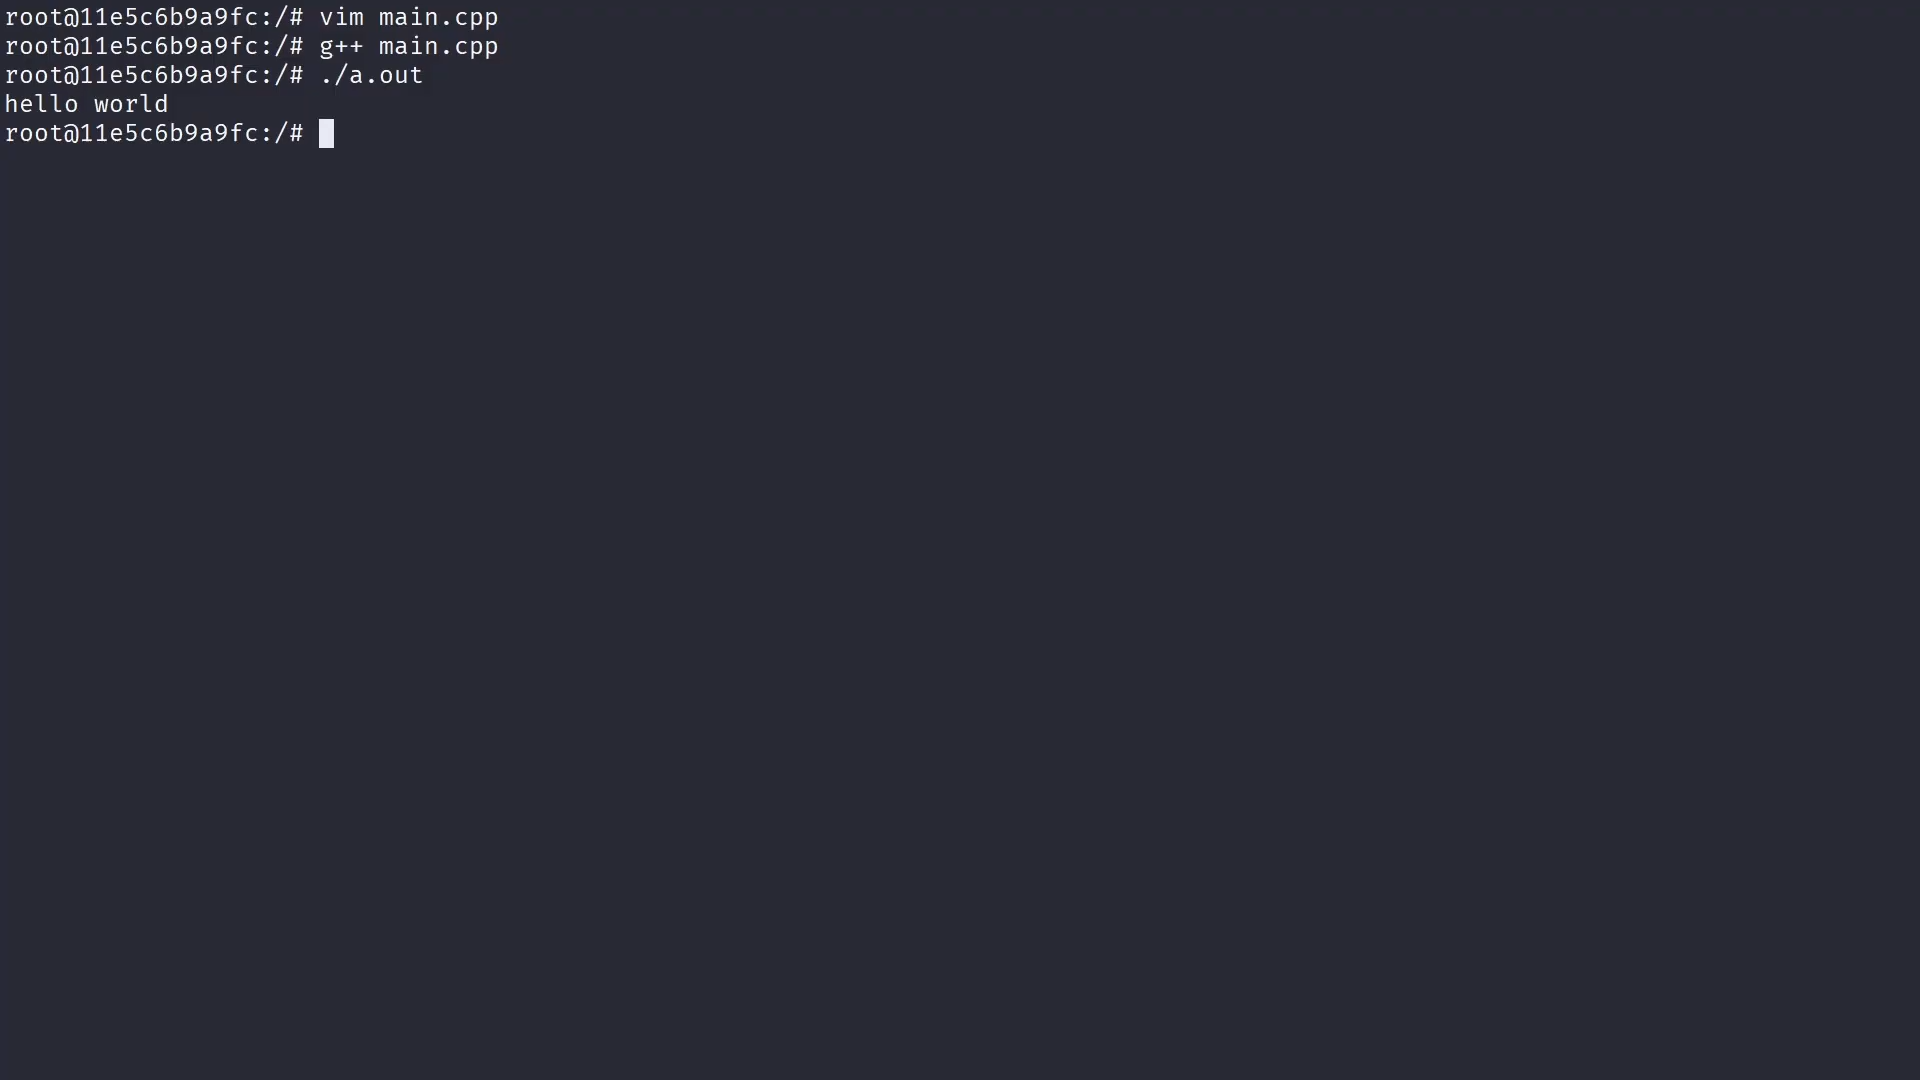 root@11e5c6b9a9fc:/# vim main.cpp
root@11e5c6b9a9fc:/# g++ main.cpp
root@11e5c6b9a9fc:/# ./a.out
hello world
root@11e5c6b9a9fc:/#